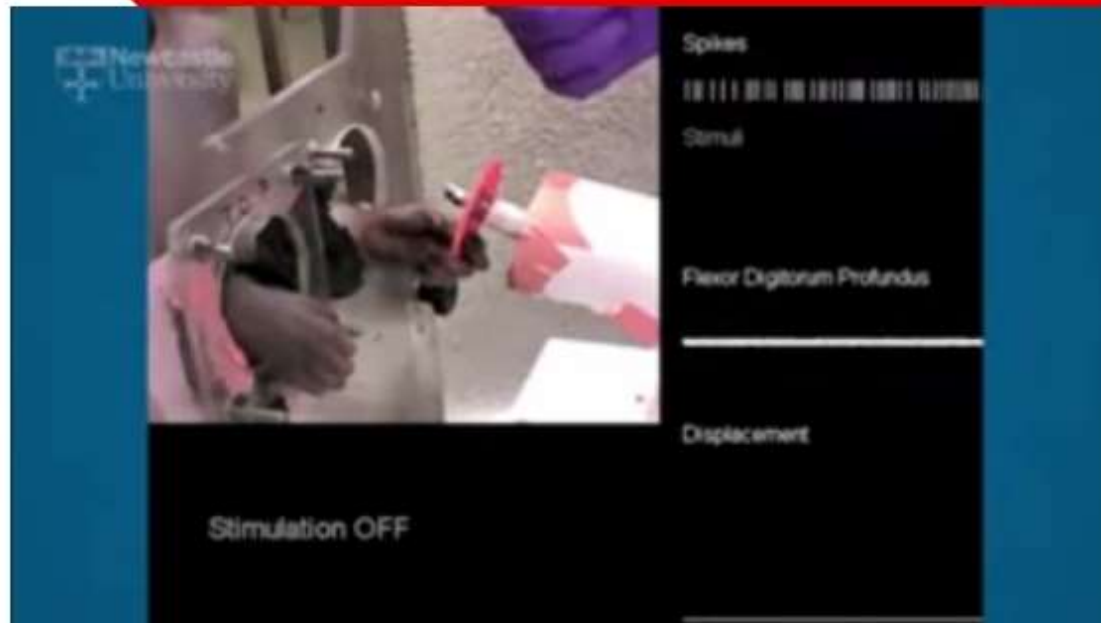 Newcastle
University
Spikes
Stimuli
Flexor Digitorum Profundus
Displacement
Stimulation OFF